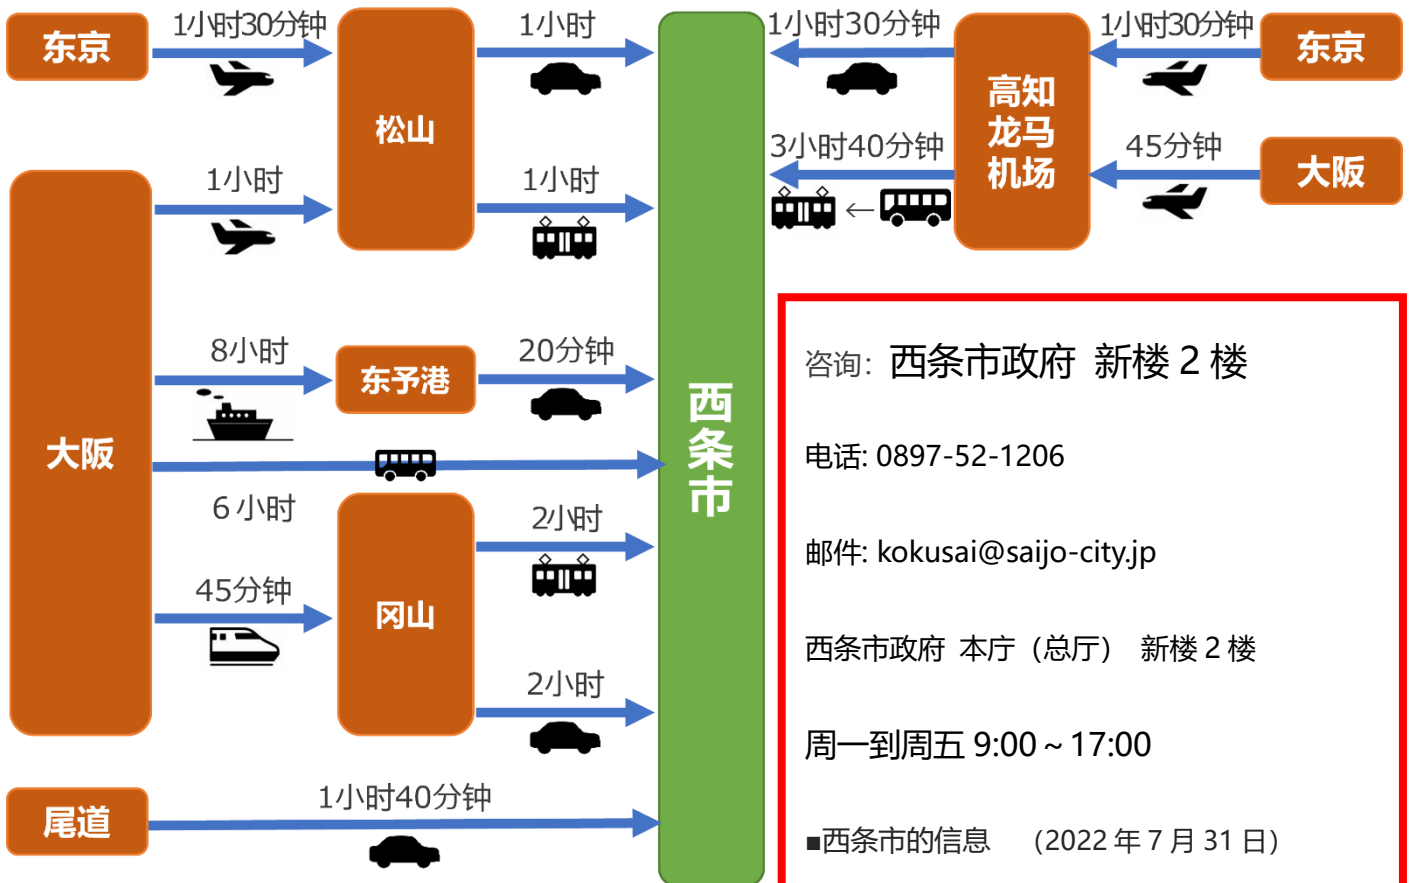 东京
1小时30分钟
松山
1小时
1小时
1小时
大阪
8小时
东予港
20分钟
6 小时
45分钟
冈山
2小时
2小时
尾道
1小时40分钟
西条市
1小时30分钟
高知
龙马
机场
1小时30分钟
东京
3小时40分钟
45分钟
大阪
咨询：西条市政府 新楼 2 楼
电话: 0897-52-1206
邮件: kokusai@saijo-city.jp
西条市政府 本庁（总厅） 新楼 2 楼
周一到周五 9:00 ~ 17:00
■西条市的信息 （2022 年 7 月 31 日）